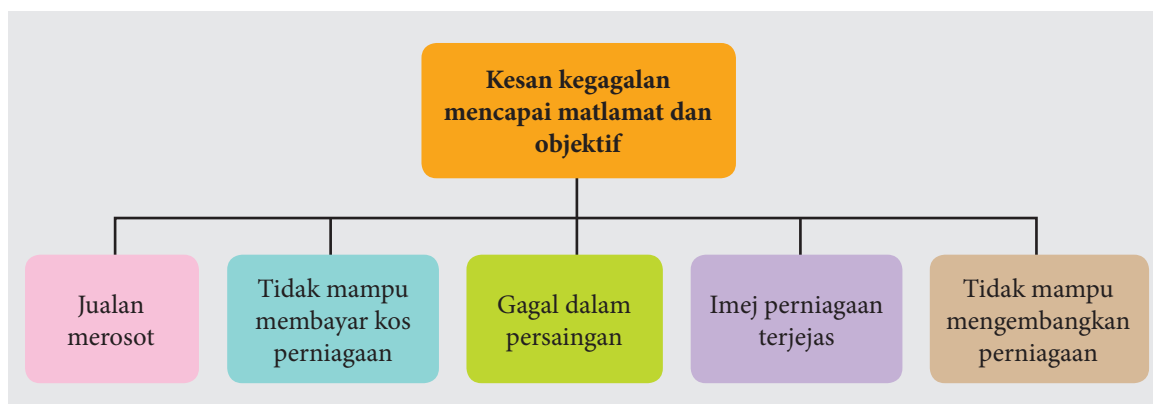 Kesan kegagalan
mencapai matlamat dan
objektif
Jualan
merosot
Tidak mampu
membayar kos
perniagaan
Gagal dalam
persaingan
Imej perniagaan
terjejas
Tidak mampu
mengembangkan
perniagaan